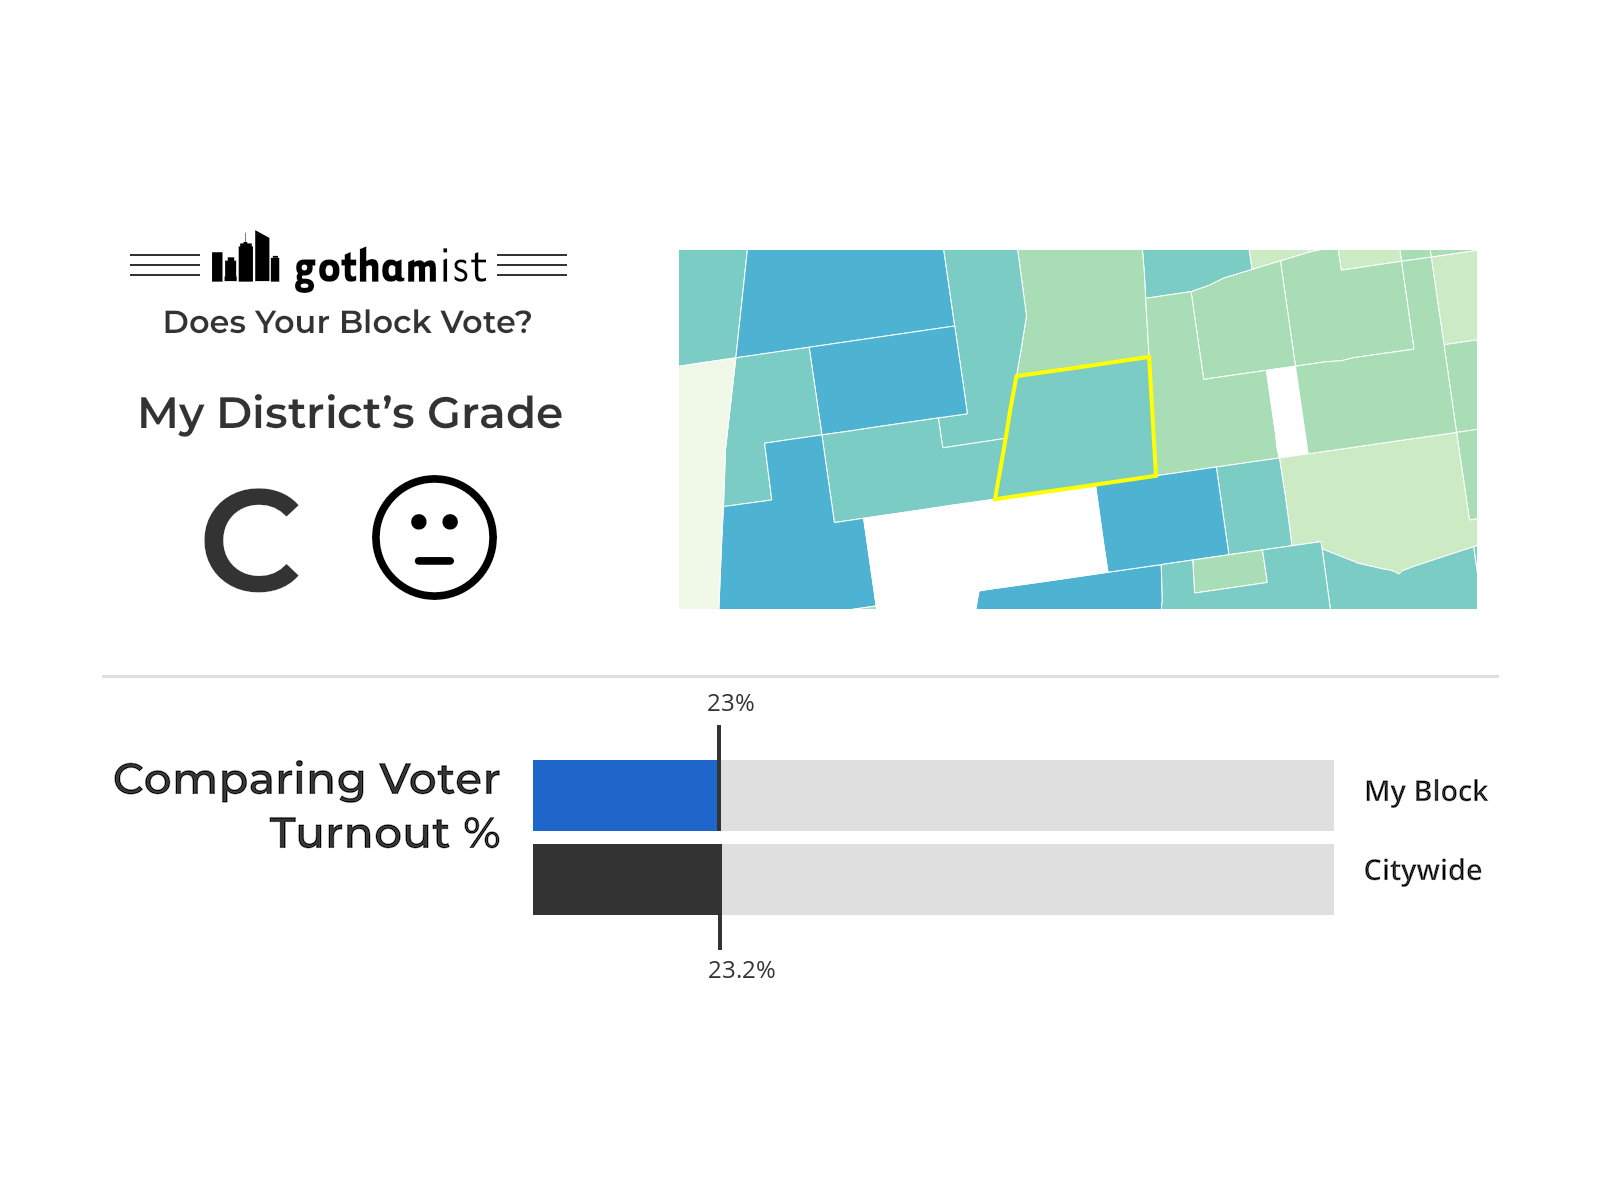 gothamist
Does Your Block Vote?
My District’s Grade
C
23%
Comparing Voter
Turnout %
My Block
Citywide
23.2%